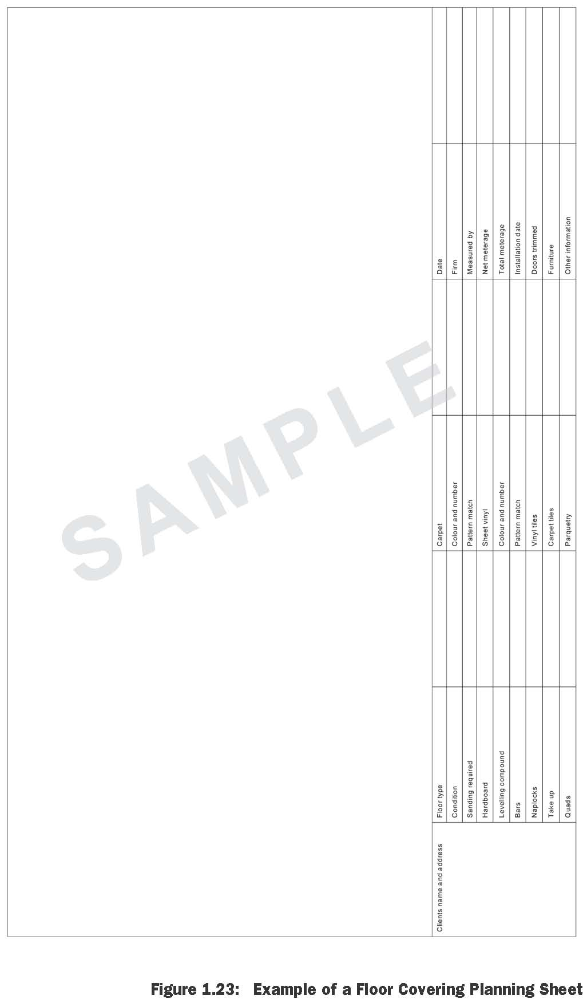 SAMPLE
Clients name and address
Floor type
Condition
Sanding required
Hardboard
Levelling compound
Bars
Naplocks
Take up
Quads
Carpet
Colour and number
Pattern match
Sheet vinyl
Colour and number
Pattern match
Vinyl tiles
Carpet tiles
Parquetry
Date
Firm
Measured by
Net meterage
Total meterage
Installation date
Doors trimmed
Furniture
Other information
Figure 1.23: Example of a Floor Covering Planning Sheet